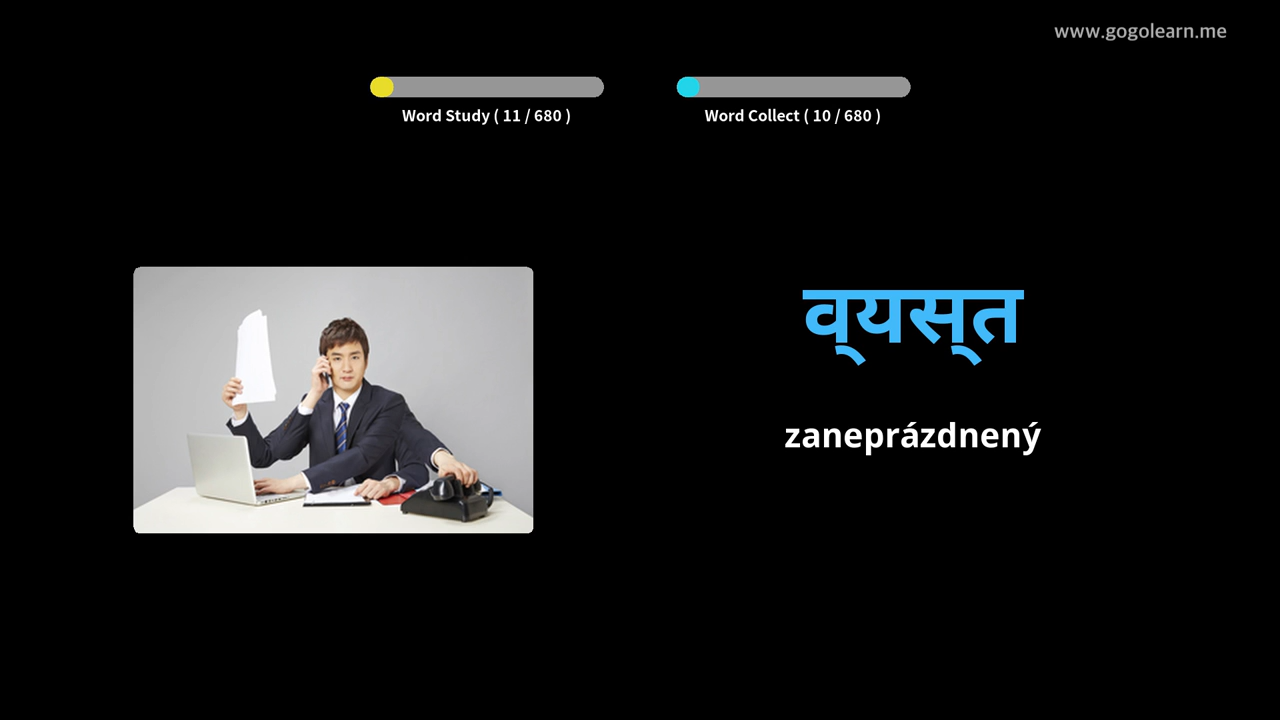 www.gogolearn.me
Word Study ( 11 / 680 )
Word Collect ( 10 / 680 )
व्यस्त
zaneprázdnený